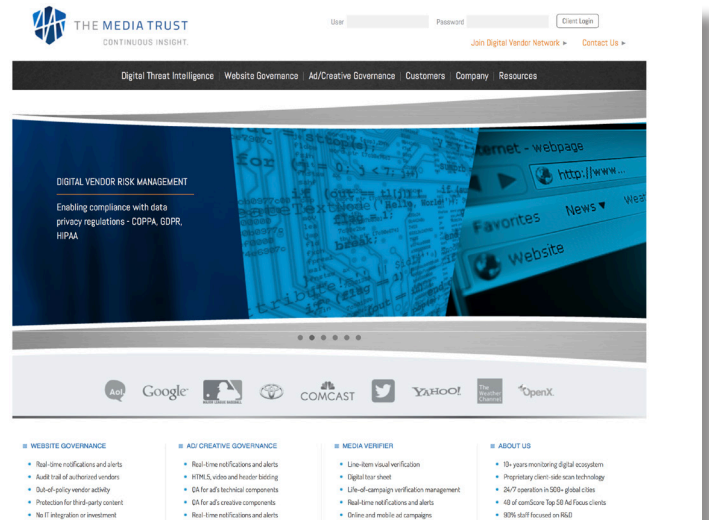 THE MEDIA TRUST
CONTINUOUS INSIGHT.
User Password Client Login
Join Digital Vendor Network ► Contact Us ►
Digital Threat Intelligence | Website Governance | Ad/Creative Governance | Customers | Company | Resources
DIGITAL VENDOR RISK MANAGEMENT
Enabling compliance with data
privacy regulations - COPPA, GDPR,
HIPAA
ternet - webpage
http://www...
Favorites News ▼ Weat
Website
for
break;
Aol.
Google
MAJOR LEAGUE BASEBALL
COMCAST
YAHOO!
The
Weather
Channel
OpenX
WEBSITE GOVERNANCE
Real-time notifications and alerts
Audit trail of authorized vendors
Out-of-policy vendor activity
Protection for third-party content
No IT integration or investment
AD/CREATIVE GOVERNANCE
Real-time notifications and alerts
HTML5, video and header bidding
QA for ad's technical components
QA for ad's creative components
Real-time notifications and alerts
MEDIA VERIFIER
Line-item visual verification
Digital tear sheet
Life-of-campaign verification management
Real-time notifications and alerts
Online and mobile ad campaigns
ABOUT US
10+ years monitoring digital ecosystem
Proprietary client-side scan technology
24/7 operation in 500+ global cities
48 of comScore Top 50 Ad Focus clients
90% staff focused on R&D